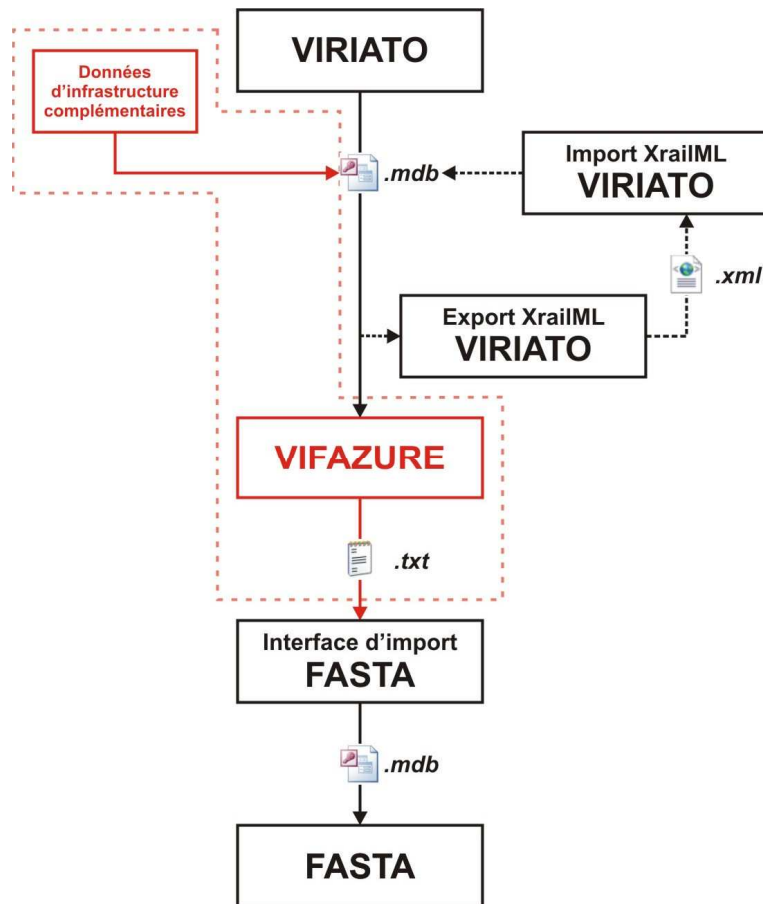 VIRIATO
Données
d'infrastructure
complémentaires
.mdb
Import XrailML
VIRIATO
.xml
Export XrailML
VIRIATO
VIFAZURE
.txt
Interface d'import
FASTA
.mdb
FASTA